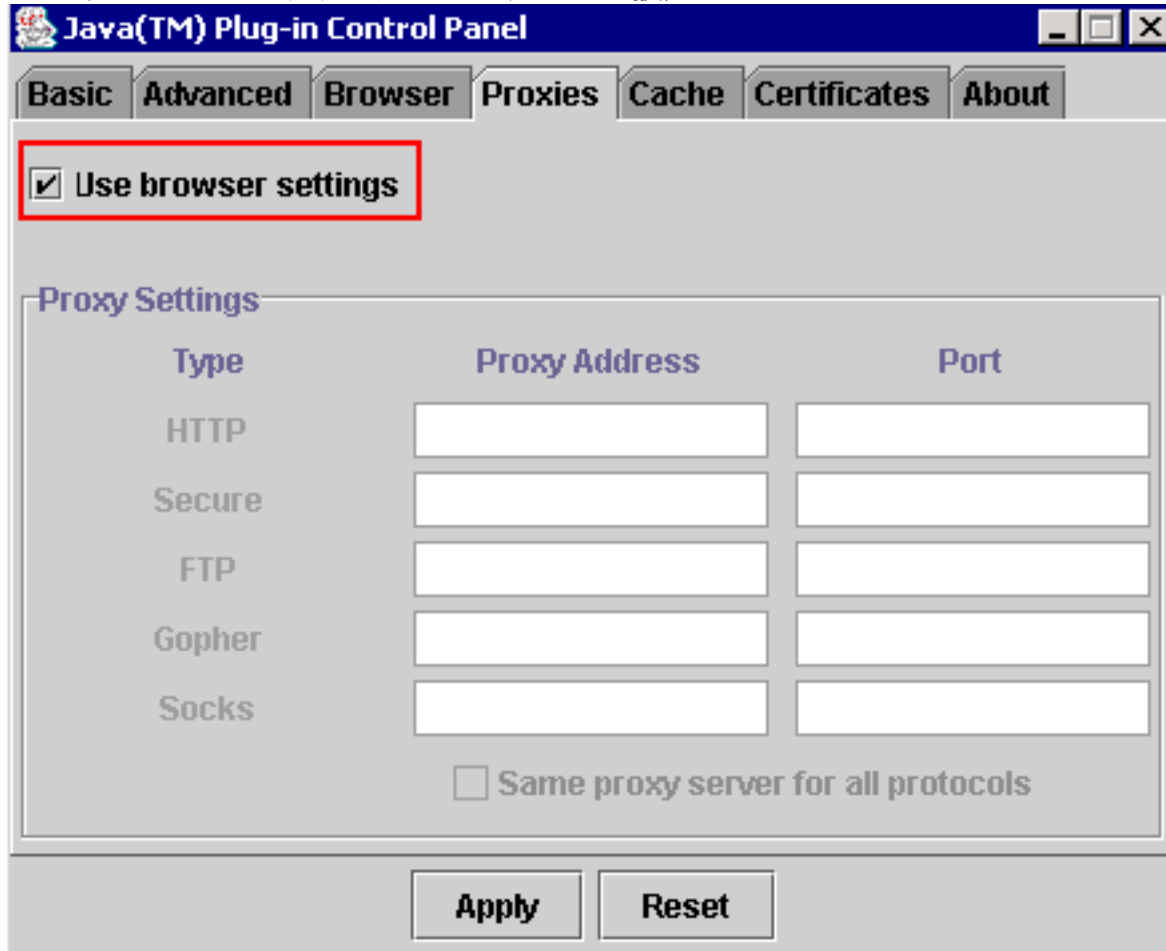 Java(TM) Plug-in Control Panel
Basic Advanced Browser Proxies Cache Certificates About
Use browser settings
Proxy Settings
Type Proxy Address Port
HTTP
Secure
FTP
Gopher
Socks
Same proxy server for all protocols
Apply Reset